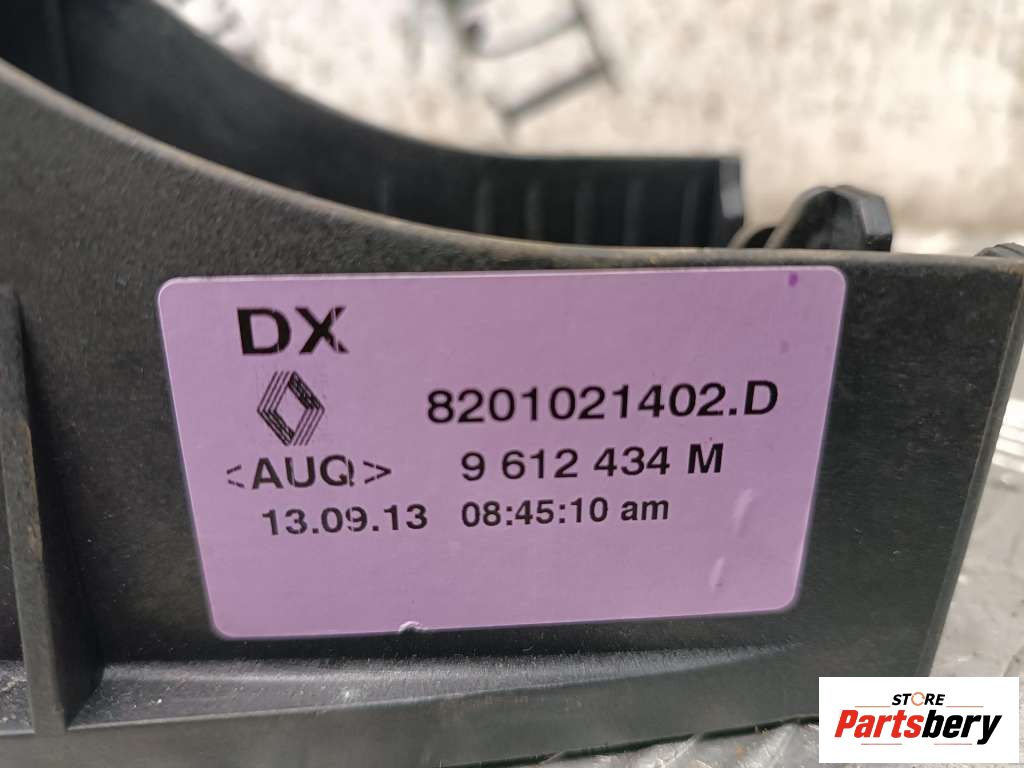 DX
8201021402.D
<AUQ> 9 612 434 M
13.09.13 08:45:10 am
STORE
Partsbery